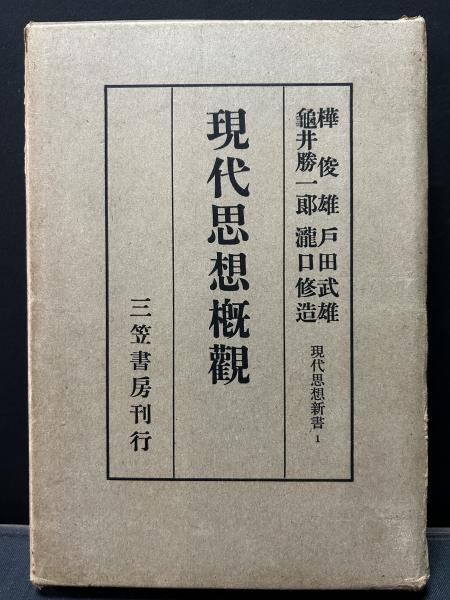 樺俊雄 戸田武雄
龜井勝一郎 瀧口修造
現代思想新書1
現代思想概觀
三笠書房刊行